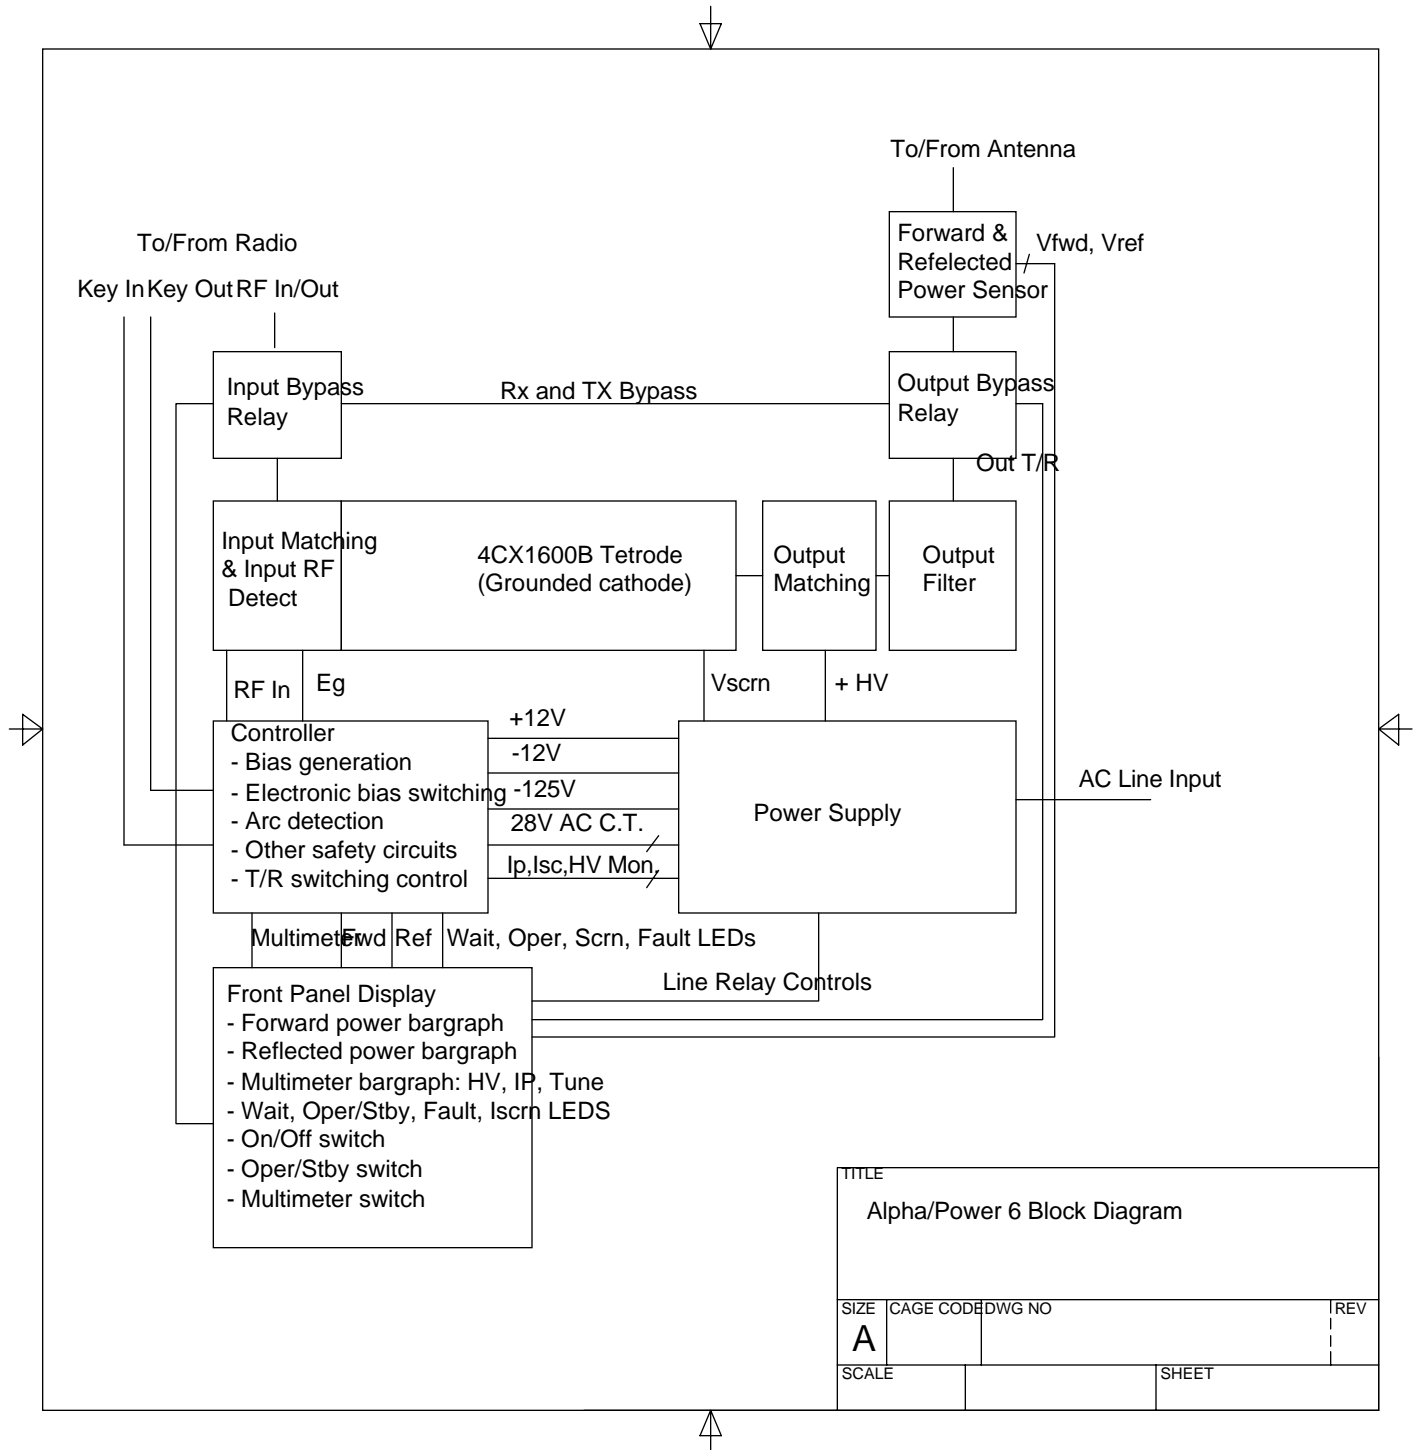 To/From Antenna
Forward &
Refelected
Power Sensor
Vfwd, Vref
To/From Radio
Key In
Key Out
RF In/Out
Input Bypass
Relay
Rx and TX Bypass
Output Bypass
Relay
Out T/R
Input Matching
& Input RF
Detect
4CX1600B Tetrode
(Grounded cathode)
Output
Matching
Output
Filter
RF In
Eg
Vscrn
+ HV
Controller
- Bias generation
- Electronic bias switching
- Arc detection
- Other safety circuits
- T/R switching control
+12V
-12V
-125V
28V AC C.T.
Ip,Isc,HV Mon.
Power Supply
AC Line Input
Multimeter
Fwd
Ref
Wait, Oper, Scrn, Fault LEDs
Line Relay Controls
Front Panel Display
- Forward power bargraph
- Reflected power bargraph
- Multimeter bargraph: HV, IP, Tune
- Wait, Oper/Stby, Fault, Iscrn LEDS
- On/Off switch
- Oper/Stby switch
- Multimeter switch
TITLE
Alpha/Power 6 Block Diagram
SIZE
A
CAGE CODE
DWG NO
REV
SCALE
SHEET